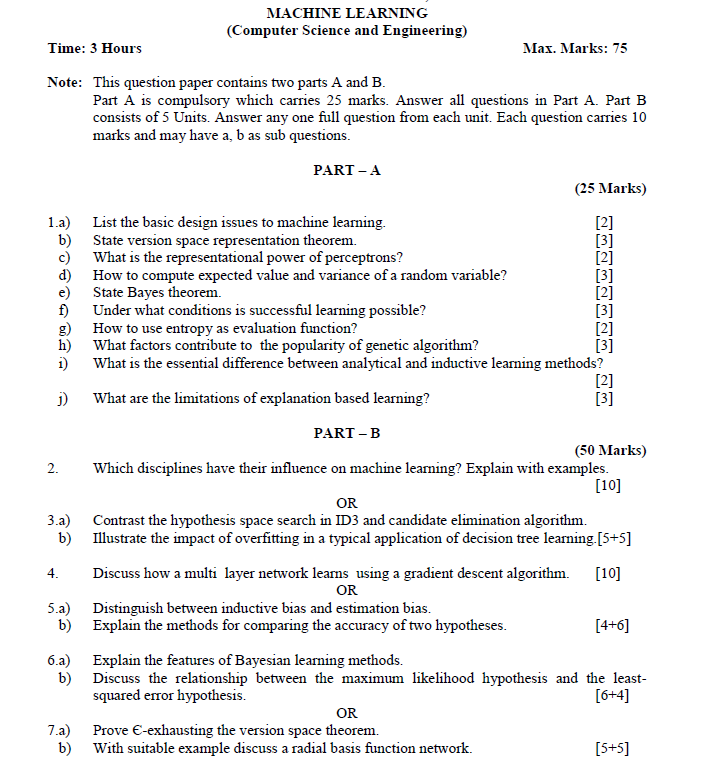 MACHINE LEARNING
(Computer Science and Engineering)
Time: 3 Hours Max. Marks: 75
Note: This question paper contains two parts A and B.
Part A is compulsory which carries 25 marks. Answer all questions in Part A. Part B
consists of 5 Units. Answer any one full question from each unit. Each question carries 10
marks and may have a, b as sub questions.
PART – A
(25 Marks)
1.a) List the basic design issues to machine learning. [2]
b) State version space representation theorem. [3]
c) What is the representational power of perceptrons? [2]
d) How to compute expected value and variance of a random variable? [3]
e) State Bayes theorem. [2]
f) Under what conditions is successful learning possible? [3]
g) How to use entropy as evaluation function? [2]
h) What factors contribute to the popularity of genetic algorithm? [3]
i) What is the essential difference between analytical and inductive learning methods?
[2]
j) What are the limitations of explanation based learning? [3]
PART – B
(50 Marks)
2. Which disciplines have their influence on machine learning? Explain with examples.
[10]
OR
3.a) Contrast the hypothesis space search in ID3 and candidate elimination algorithm.
b) Illustrate the impact of overfitting in a typical application of decision tree learning.[5+5]
4. Discuss how a multi layer network learns using a gradient descent algorithm. [10]
OR
5.a) Distinguish between inductive bias and estimation bias.
b) Explain the methods for comparing the accuracy of two hypotheses. [4+6]
6.a) Explain the features of Bayesian learning methods.
b) Discuss the relationship between the maximum likelihood hypothesis and the least-
squared error hypothesis. [6+4]
OR
7.a) Prove Є-exhausting the version space theorem.
b) With suitable example discuss a radial basis function network. [5+5]